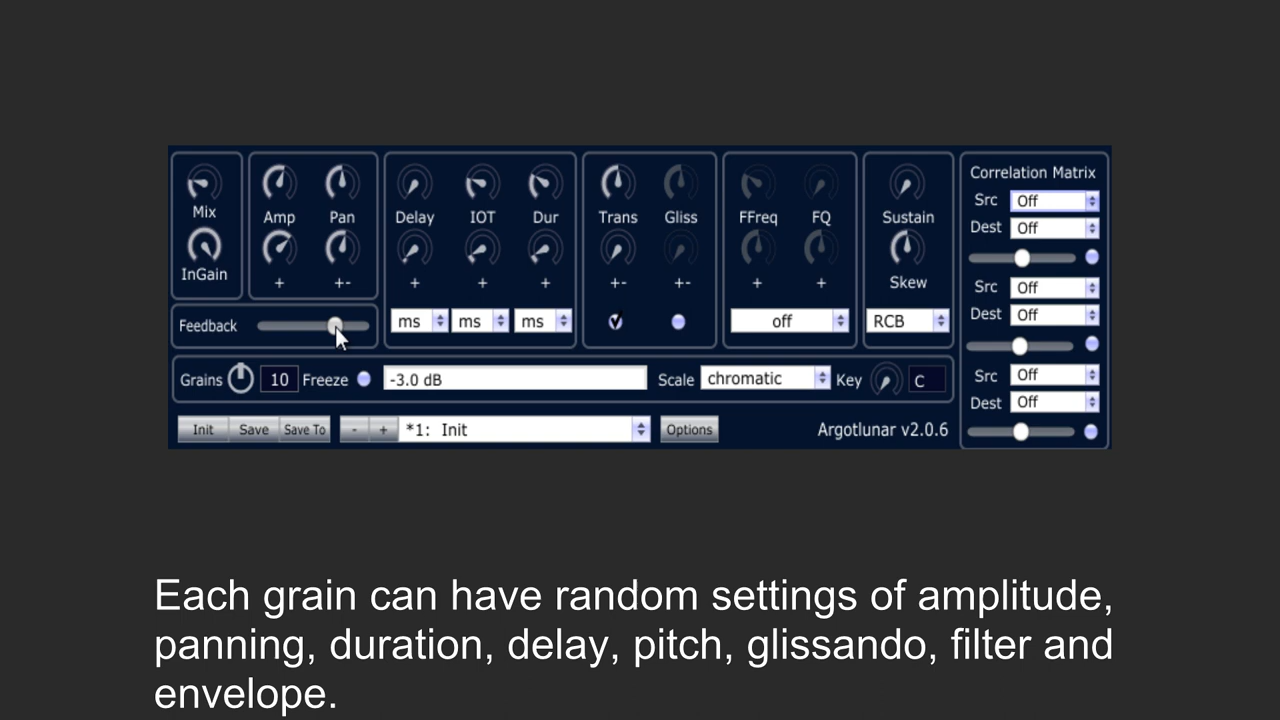 Mix
InGain
Amp Pan
+ +-
Delay IOT Dur
+ + +
ms ms ms
Trans Gliss
+- +-
FFreq FQ
+ +
off
Sustain
Skew
RCB
Feedback
Grains 10 Freeze -3.0 dB Scale chromatic Key C
Init Save Save To - + *1: Init Options Argotlunar v2.0.6
Correlation Matrix
Src Off
Dest Off
Src Off
Dest Off
Src Off
Dest Off
Each grain can have random settings of amplitude,
panning, duration, delay, pitch, glissando, filter and
envelope.